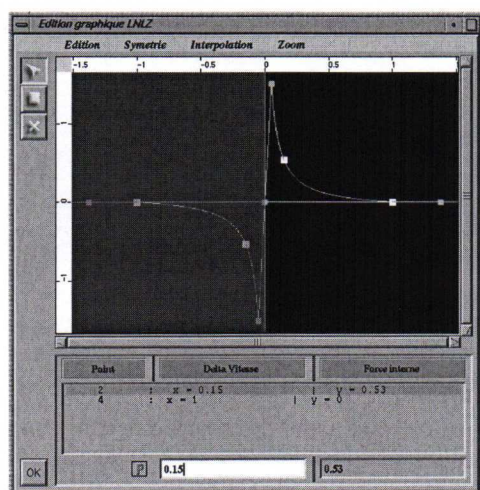 Edition graphique LNLZ
Edition Symetrie Interpolation Zoom
-1.5 -1 -0.5 0 0.5 1
1
0
-1
Point Delta Vitesse Force interne
2 : x = 0.15 | y = 0.53
4 : x = 1 | y = 0
P 0.15 0.53
OK